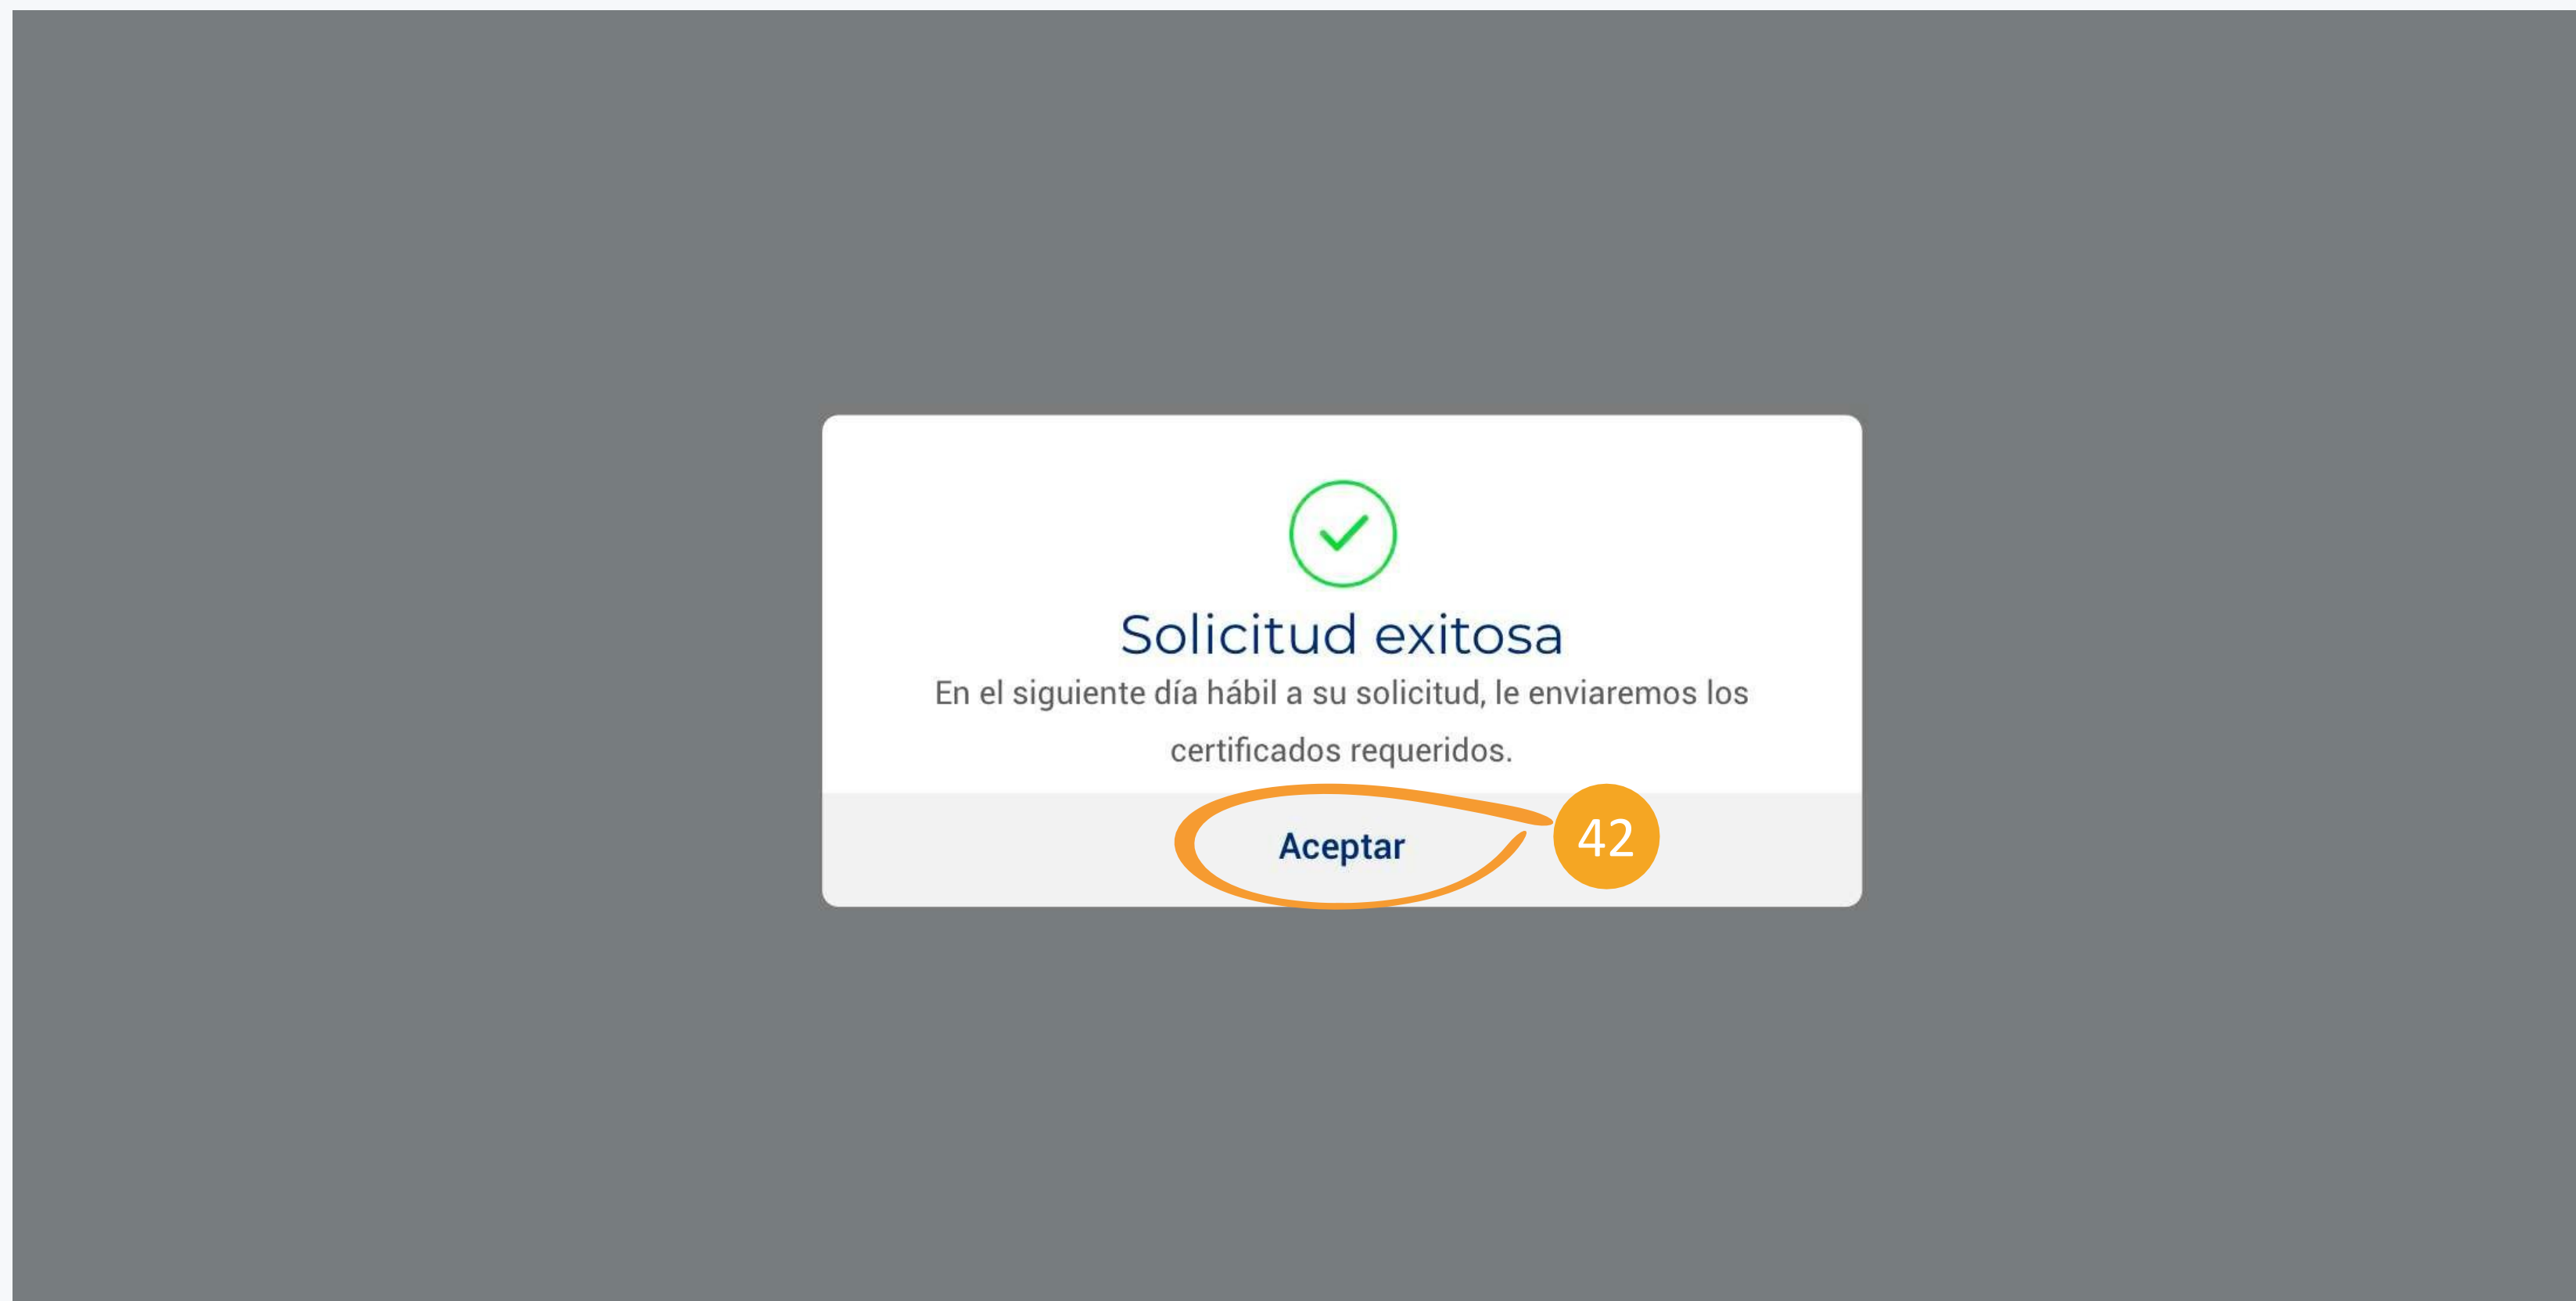 Solicitud exitosa
En el siguiente día hábil a su solicitud, le enviaremos los
certificados requeridos.
Aceptar
42